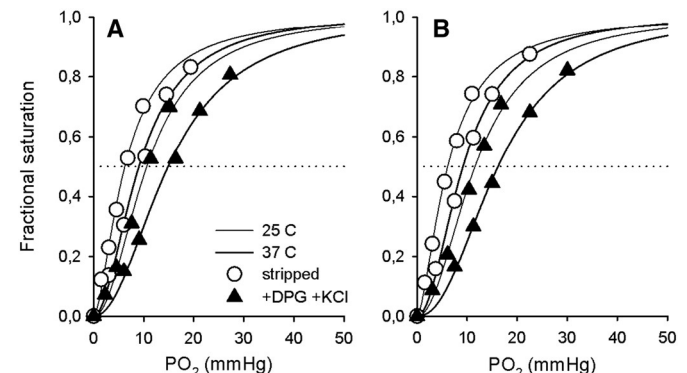 A
B
1,0
0,8
0,6
0,4
0,2
0,0
Fractional saturation
25 C
37 C
stripped
+DPG +KCl
0 10 20 30 40 50
0 10 20 30 40 50
PO2 (mmHg)
PO2 (mmHg)
1,0
0,8
0,6
0,4
0,2
0,0